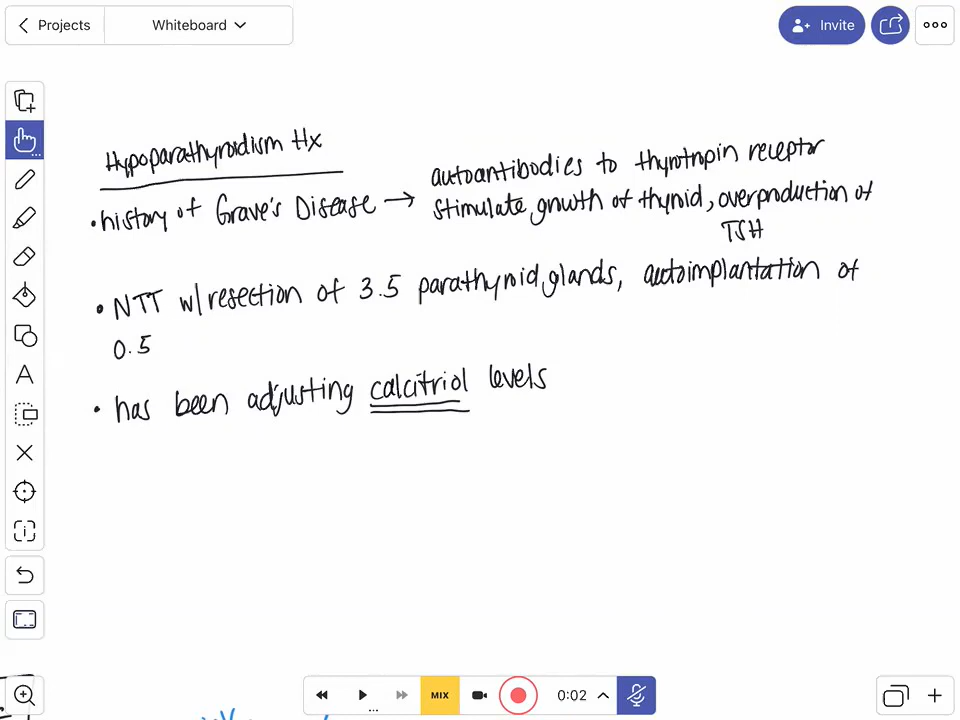 Projects
Whiteboard
Invite
Hypoparathyroidism Hx
•history of Grave's Disease → autoantibodies to thyrotropin receptor
stimulate growth of thyroid, overproduction of
TSH
• NTT w/resection of 3.5 parathyroid glands, autoimplantation of
0.5
• has been adjusting calcitriol levels
A
MIX
0:02